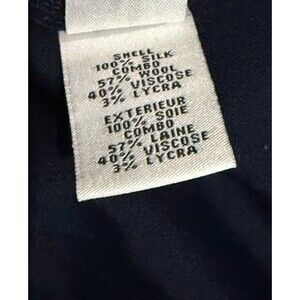 SHELL
100% SILK
COMBO
57% WOOL
40% VISCOSE
3% LYCRA
EXTERIEUR
100% SOIE
COMBO
57% LAINE
40% VISCOSE
3% LYCRA